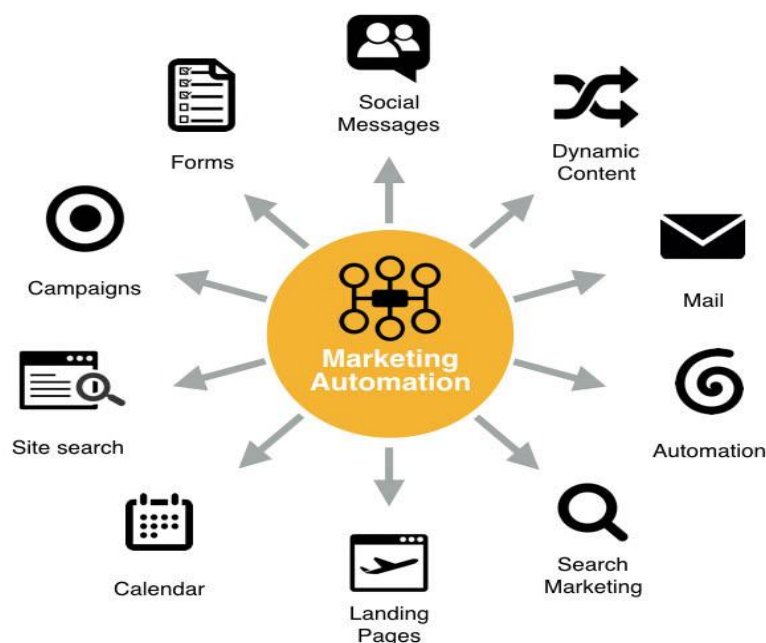 Social
Messages
Forms
Dynamic
Content
Campaigns
Mail
Marketing
Automation
Site search
Automation
Calendar
Search
Marketing
Landing
Pages